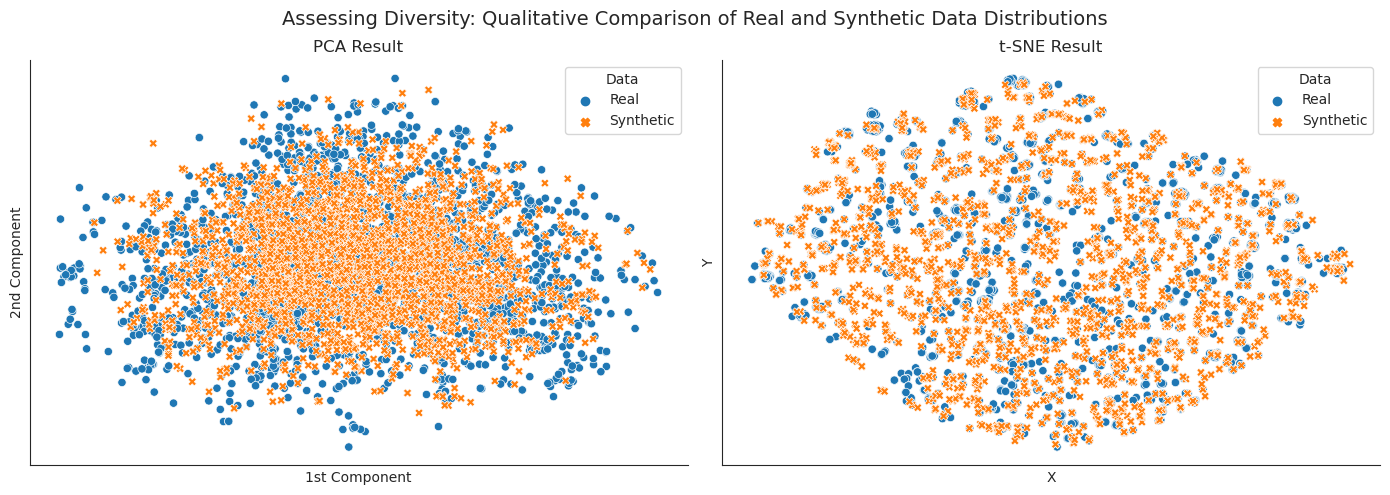 Assessing Diversity: Qualitative Comparison of Real and Synthetic Data Distributions
PCA Result
Data
Real
Synthetic
2nd Component
1st Component
t-SNE Result
Data
Real
Synthetic
Y
X